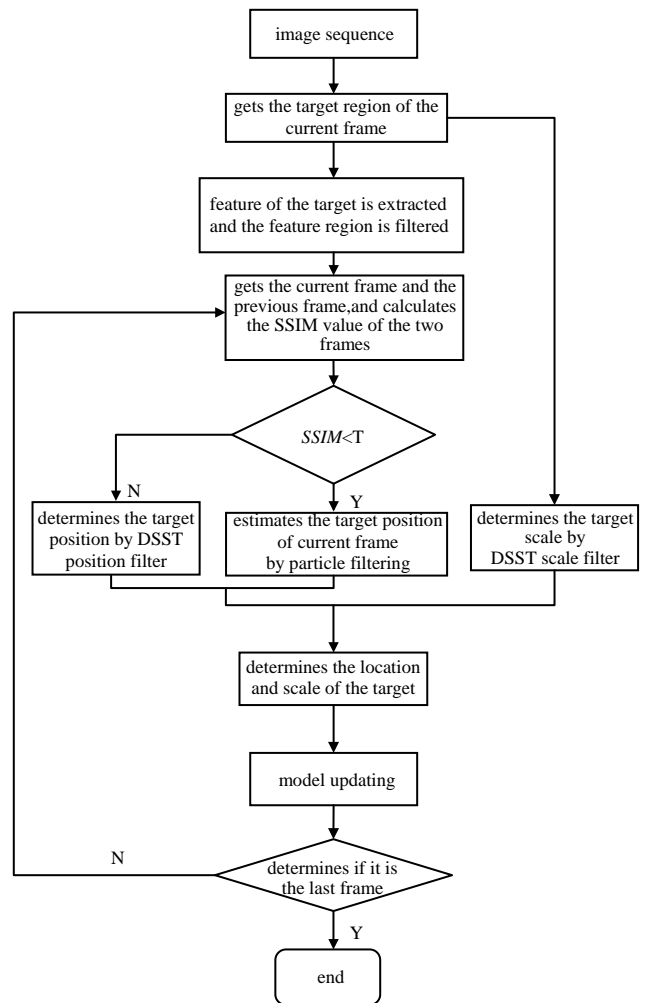 image sequence
gets the target region of the
current frame
feature of the target is extracted
and the feature region is filtered
gets the current frame and the
previous frame,and calculates
the SSIM value of the two
frames
SSIM<T
N
Y
determines the target
position by DSST
position filter
estimates the target position
of current frame
by particle filtering
determines the target
scale by
DSST scale filter
determines the location
and scale of the target
model updating
N
determines if it is
the last frame
Y
end